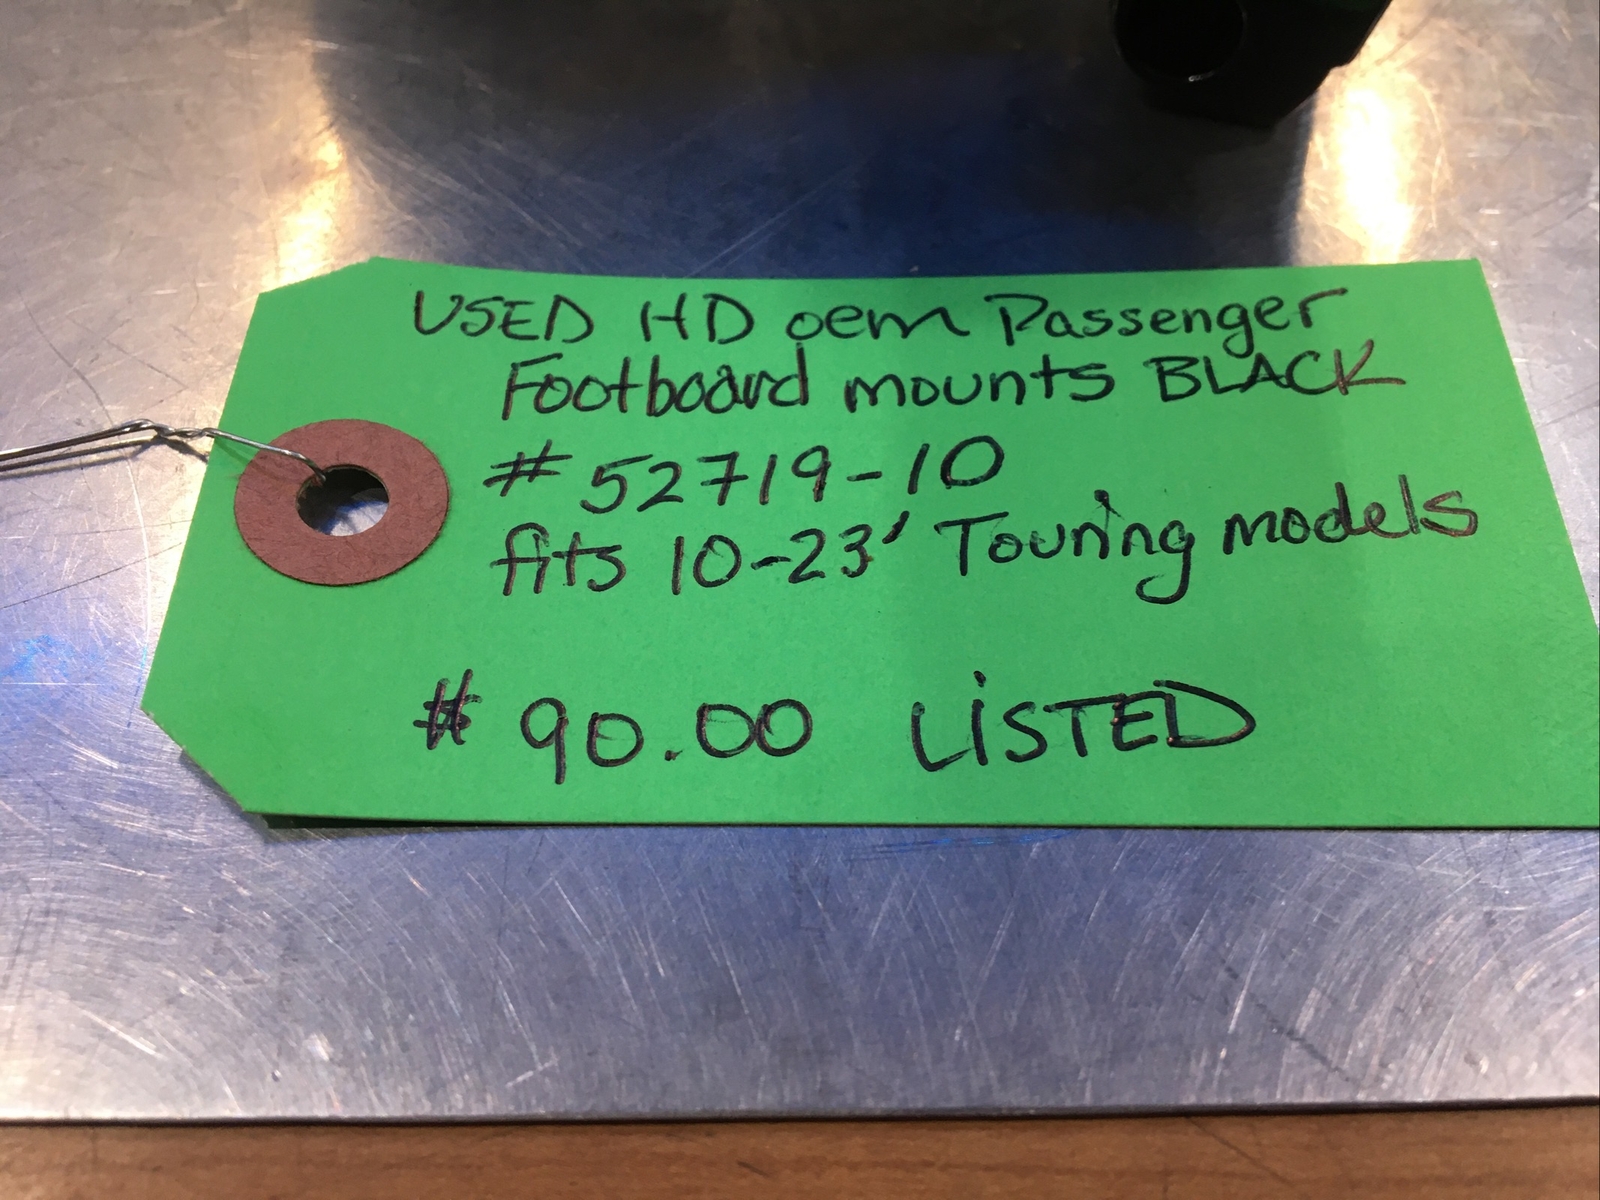 USED HD oem Passenger
Footboard mounts BLACK
# 52719-10
fits 10-23' Touring models
# 90.00 LiSTED